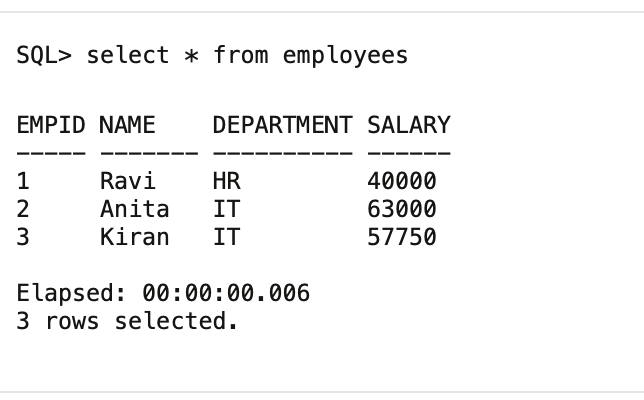 SQL> select * from employees
EMPID NAME    DEPARTMENT SALARY
----- ------- ---------- ------
1     Ravi    HR         40000
2     Anita   IT         63000
3     Kiran   IT         57750
Elapsed: 00:00:00.006
3 rows selected.